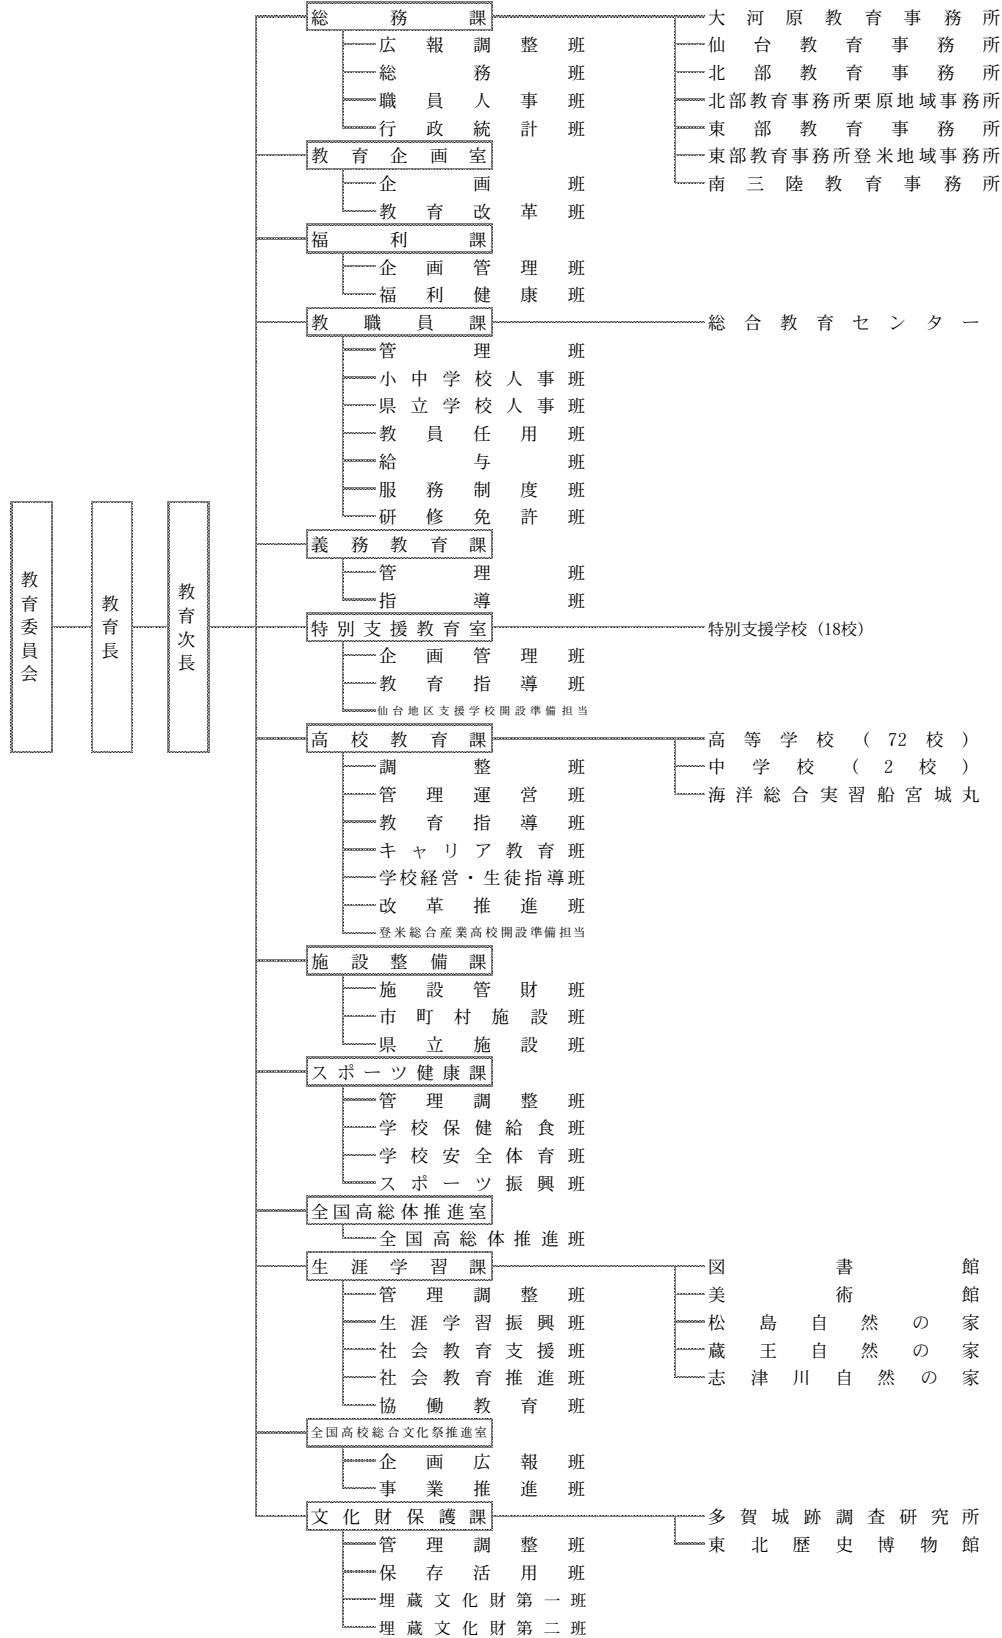 教育委員会
教育長
教育次長
総務課
広報調整班
総務班
職員人事班
行政統計班
大河原教育事務所
仙台教育事務所
北部教育事務所
北部教育事務所栗原地域事務所
東部教育事務所
東部教育事務所登米地域事務所
南三陸教育事務所
教育企画室
企画班
教育改革班
福利課
企画管理班
福利健康班
教職員課
管理班
小中学校人事班
県立学校人事班
教員任用班
給与班
服務制度班
研修免許班
総合教育センター
義務教育課
管理班
指導班
特別支援教育室
企画管理班
教育指導班
仙台地区支援学校開設準備担当
特別支援学校（18校）
高校教育課
調整班
管理運営班
教育指導班
キャリア教育班
学校経営・生徒指導班
改革推進班
登米総合産業高校開設準備担当
高等学校（72校）
中学校（2校）
海洋総合実習船宮城丸
施設整備課
施設管財班
市町村施設班
県立施設班
スポーツ健康課
管理調整班
学校保健給食班
学校安全体育班
スポーツ振興班
全国高総体推進室
全国高総体推進班
生涯学習課
管理調整班
生涯学習振興班
社会教育支援班
社会教育推進班
協働教育班
図書館
美術館
松島自然の家
蔵王自然の家
志津川自然の家
全国高校総合文化祭推進室
企画広報班
事業推進班
文化財保護課
管理調整班
保存活用班
埋蔵文化財第一班
埋蔵文化財第二班
多賀城跡調査研究所
東北歴史博物館